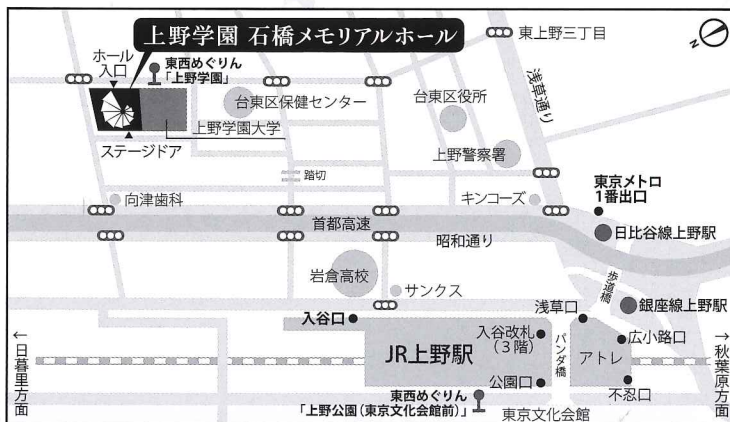 上野学園 石橋メモリアルホール
N
ホール
入口
東西めぐりん
「上野学園」
東上野三丁目
浅草通り
台東区保健センター
台東区役所
上野学園大学
ステージドア
上野警察署
踏切
向津歯科
キンコーズ
東京メトロ
1番出口
首都高速
昭和通り
日比谷線上野駅
岩倉高校
歩道橋
サンクス
銀座線上野駅
入谷口
浅草口
入谷改札
(3階)
広小路口
JR上野駅
パンダ橋
アトレ
←日暮里方面
→秋葉原方面
公園口
不忍口
東西めぐりん
「上野公園(東京文化会館前)」
東京文化会館